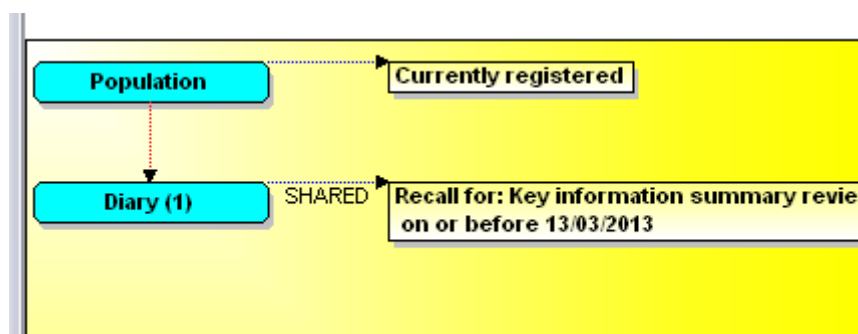 Population
Currently registered
Diary (1)
SHARED
Recall for: Key information summary revie
on or before 13/03/2013